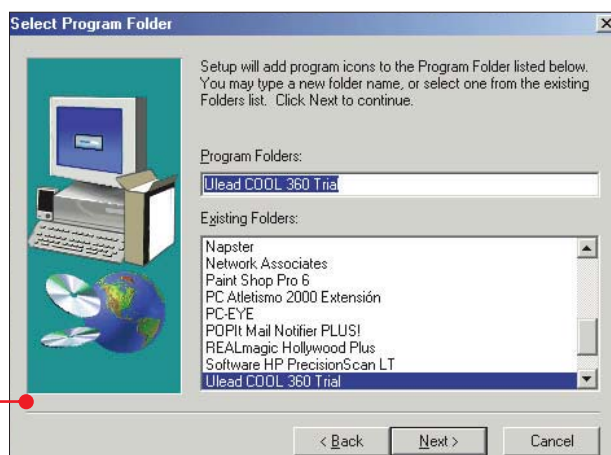 Select Program Folder
Setup will add program icons to the Program Folder listed below.
You may type a new folder name, or select one from the existing
Folders list. Click Next to continue.
Program Folders:
Ulead COOL 360 Trial
Existing Folders:
Napster
Network Associates
Paint Shop Pro 6
PC Atletismo 2000 Extensión
PC-EYE
POPIt Mail Notifier PLUS!
REALmagic Hollywood Plus
Software HP PrecisionScan LT
Ulead COOL 360 Trial
< Back Next > Cancel